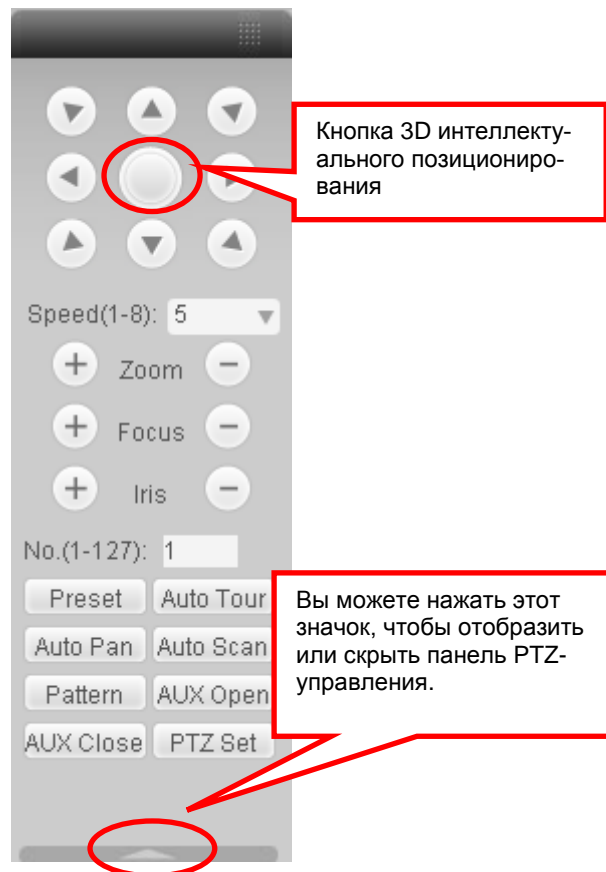 Кнопка 3D интеллекту-
ального позициониро-
вания
Speed(1-8): 5
Zoom
Focus
Iris
No.(1-127): 1
Preset Auto Tour
Auto Pan Auto Scan
Pattern AUX Open
AUX Close PTZ Set
Вы можете нажать этот
значок, чтобы отобразить
или скрыть панель PTZ-
управления.